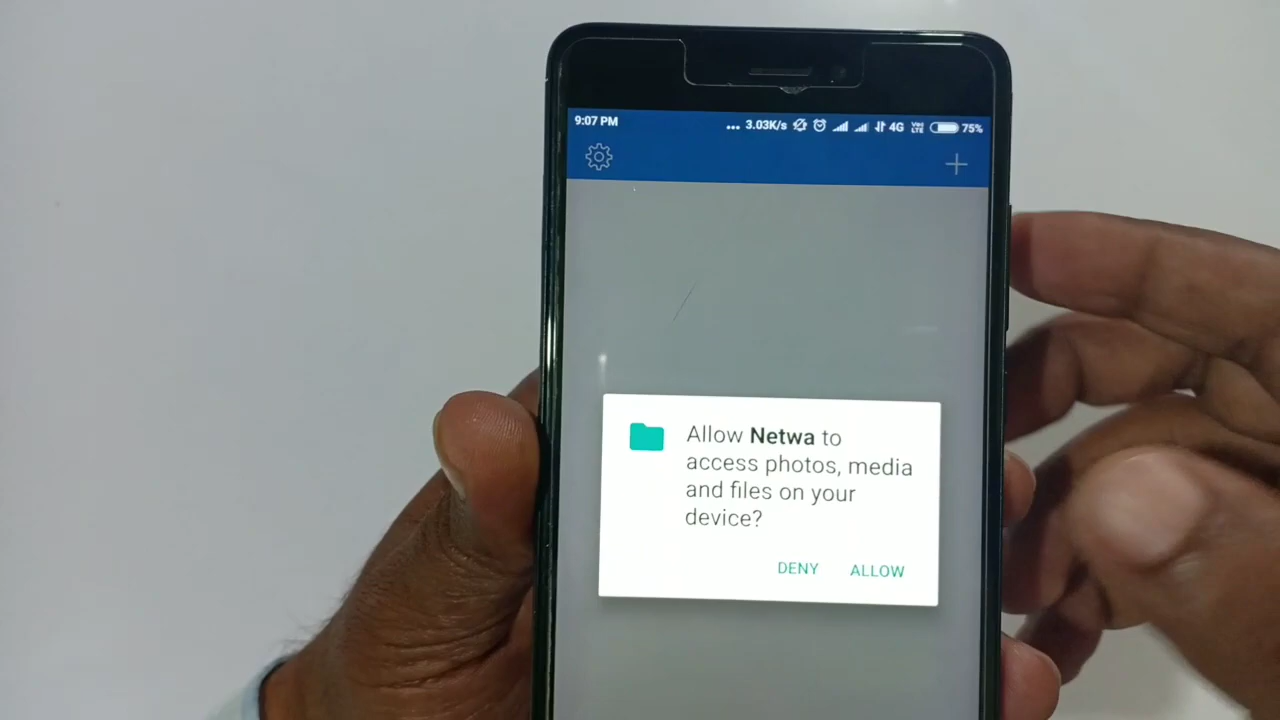 9:07 PM ... 3.03K/s 4G VoLTE 75%
Allow Netwa to
access photos, media
and files on your
device?
DENY ALLOW